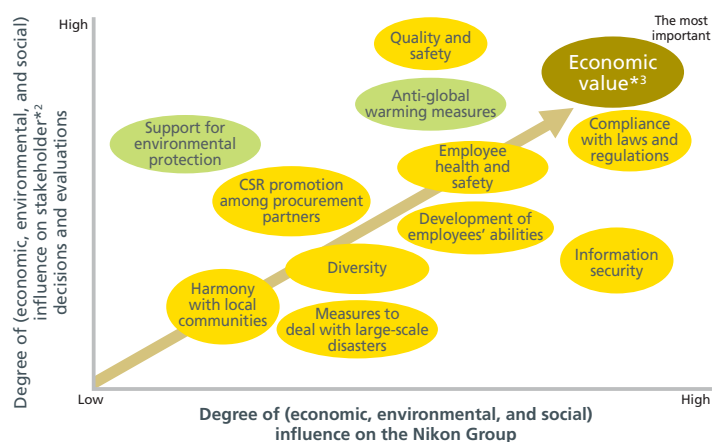 High
The most
important
Quality and
safety
Economic
value*3
Anti-global
warming measures
Support for
environmental
protection
Compliance
with laws and
regulations
Employee
health and
safety
CSR promotion
among procurement
partners
Development of
employees’ abilities
Diversity
Information
security
Harmony
with local
communities
Measures to
deal with large-scale
disasters
Degree of (economic, environmental, and social)
influence on stakeholder*2
decisions and evaluations
Low
High
Degree of (economic, environmental, and social)
influence on the Nikon Group